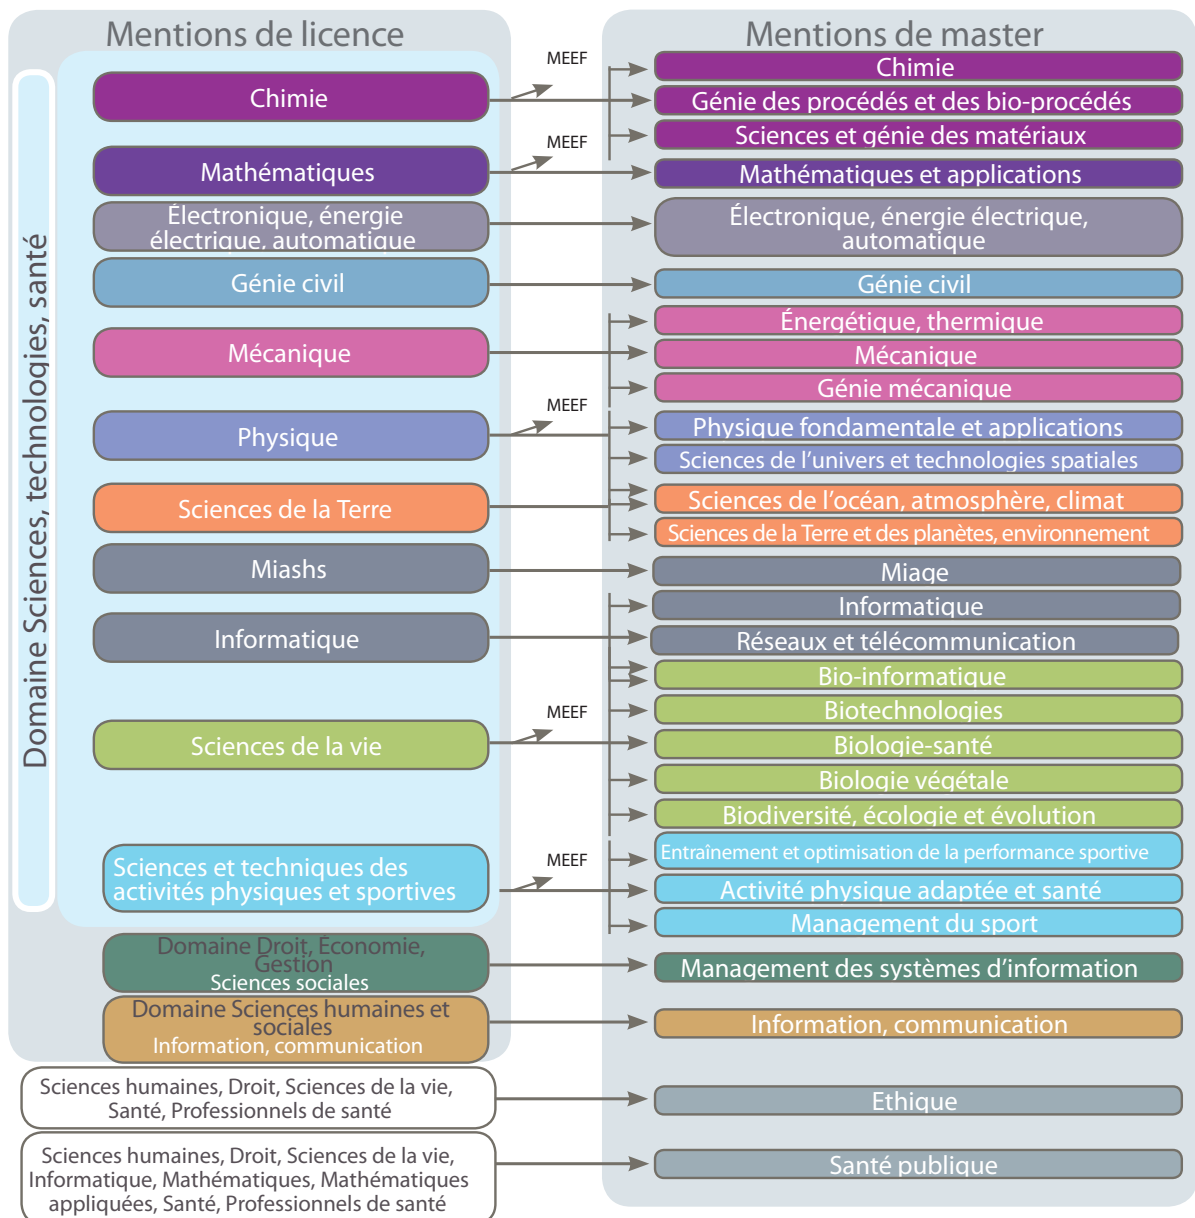 Mentions de licence
Mentions de master
Domaine Sciences, technologies, santé
Chimie
MEEF
Chimie
Génie des procédés et des bio-procédés
Sciences et génie des matériaux
Mathématiques
MEEF
Mathématiques et applications
Électronique, énergie
électrique, automatique
Électronique, énergie électrique,
automatique
Génie civil
Génie civil
Mécanique
Énergétique, thermique
Mécanique
Génie mécanique
Physique
MEEF
Physique fondamentale et applications
Sciences de l’univers et technologies spatiales
Sciences de la Terre
Sciences de l’océan, atmosphère, climat
Sciences de la Terre et des planètes, environnement
Miashs
Miage
Informatique
Informatique
Réseaux et télécommunication
Bio-informatique
Sciences de la vie
MEEF
Biotechnologies
Biologie-santé
Biologie végétale
Biodiversité, écologie et évolution
Sciences et techniques des
activités physiques et sportives
MEEF
Entraînement et optimisation de la performance sportive
Activité physique adaptée et santé
Management du sport
Domaine Droit, Économie,
Gestion
Sciences sociales
Management des systèmes d’information
Domaine Sciences humaines et
sociales
Information, communication
Information, communication
Sciences humaines, Droit, Sciences de la vie,
Santé, Professionnels de santé
Ethique
Sciences humaines, Droit, Sciences de la vie,
Informatique, Mathématiques, Mathématiques
appliquées, Santé, Professionnels de santé
Santé publique